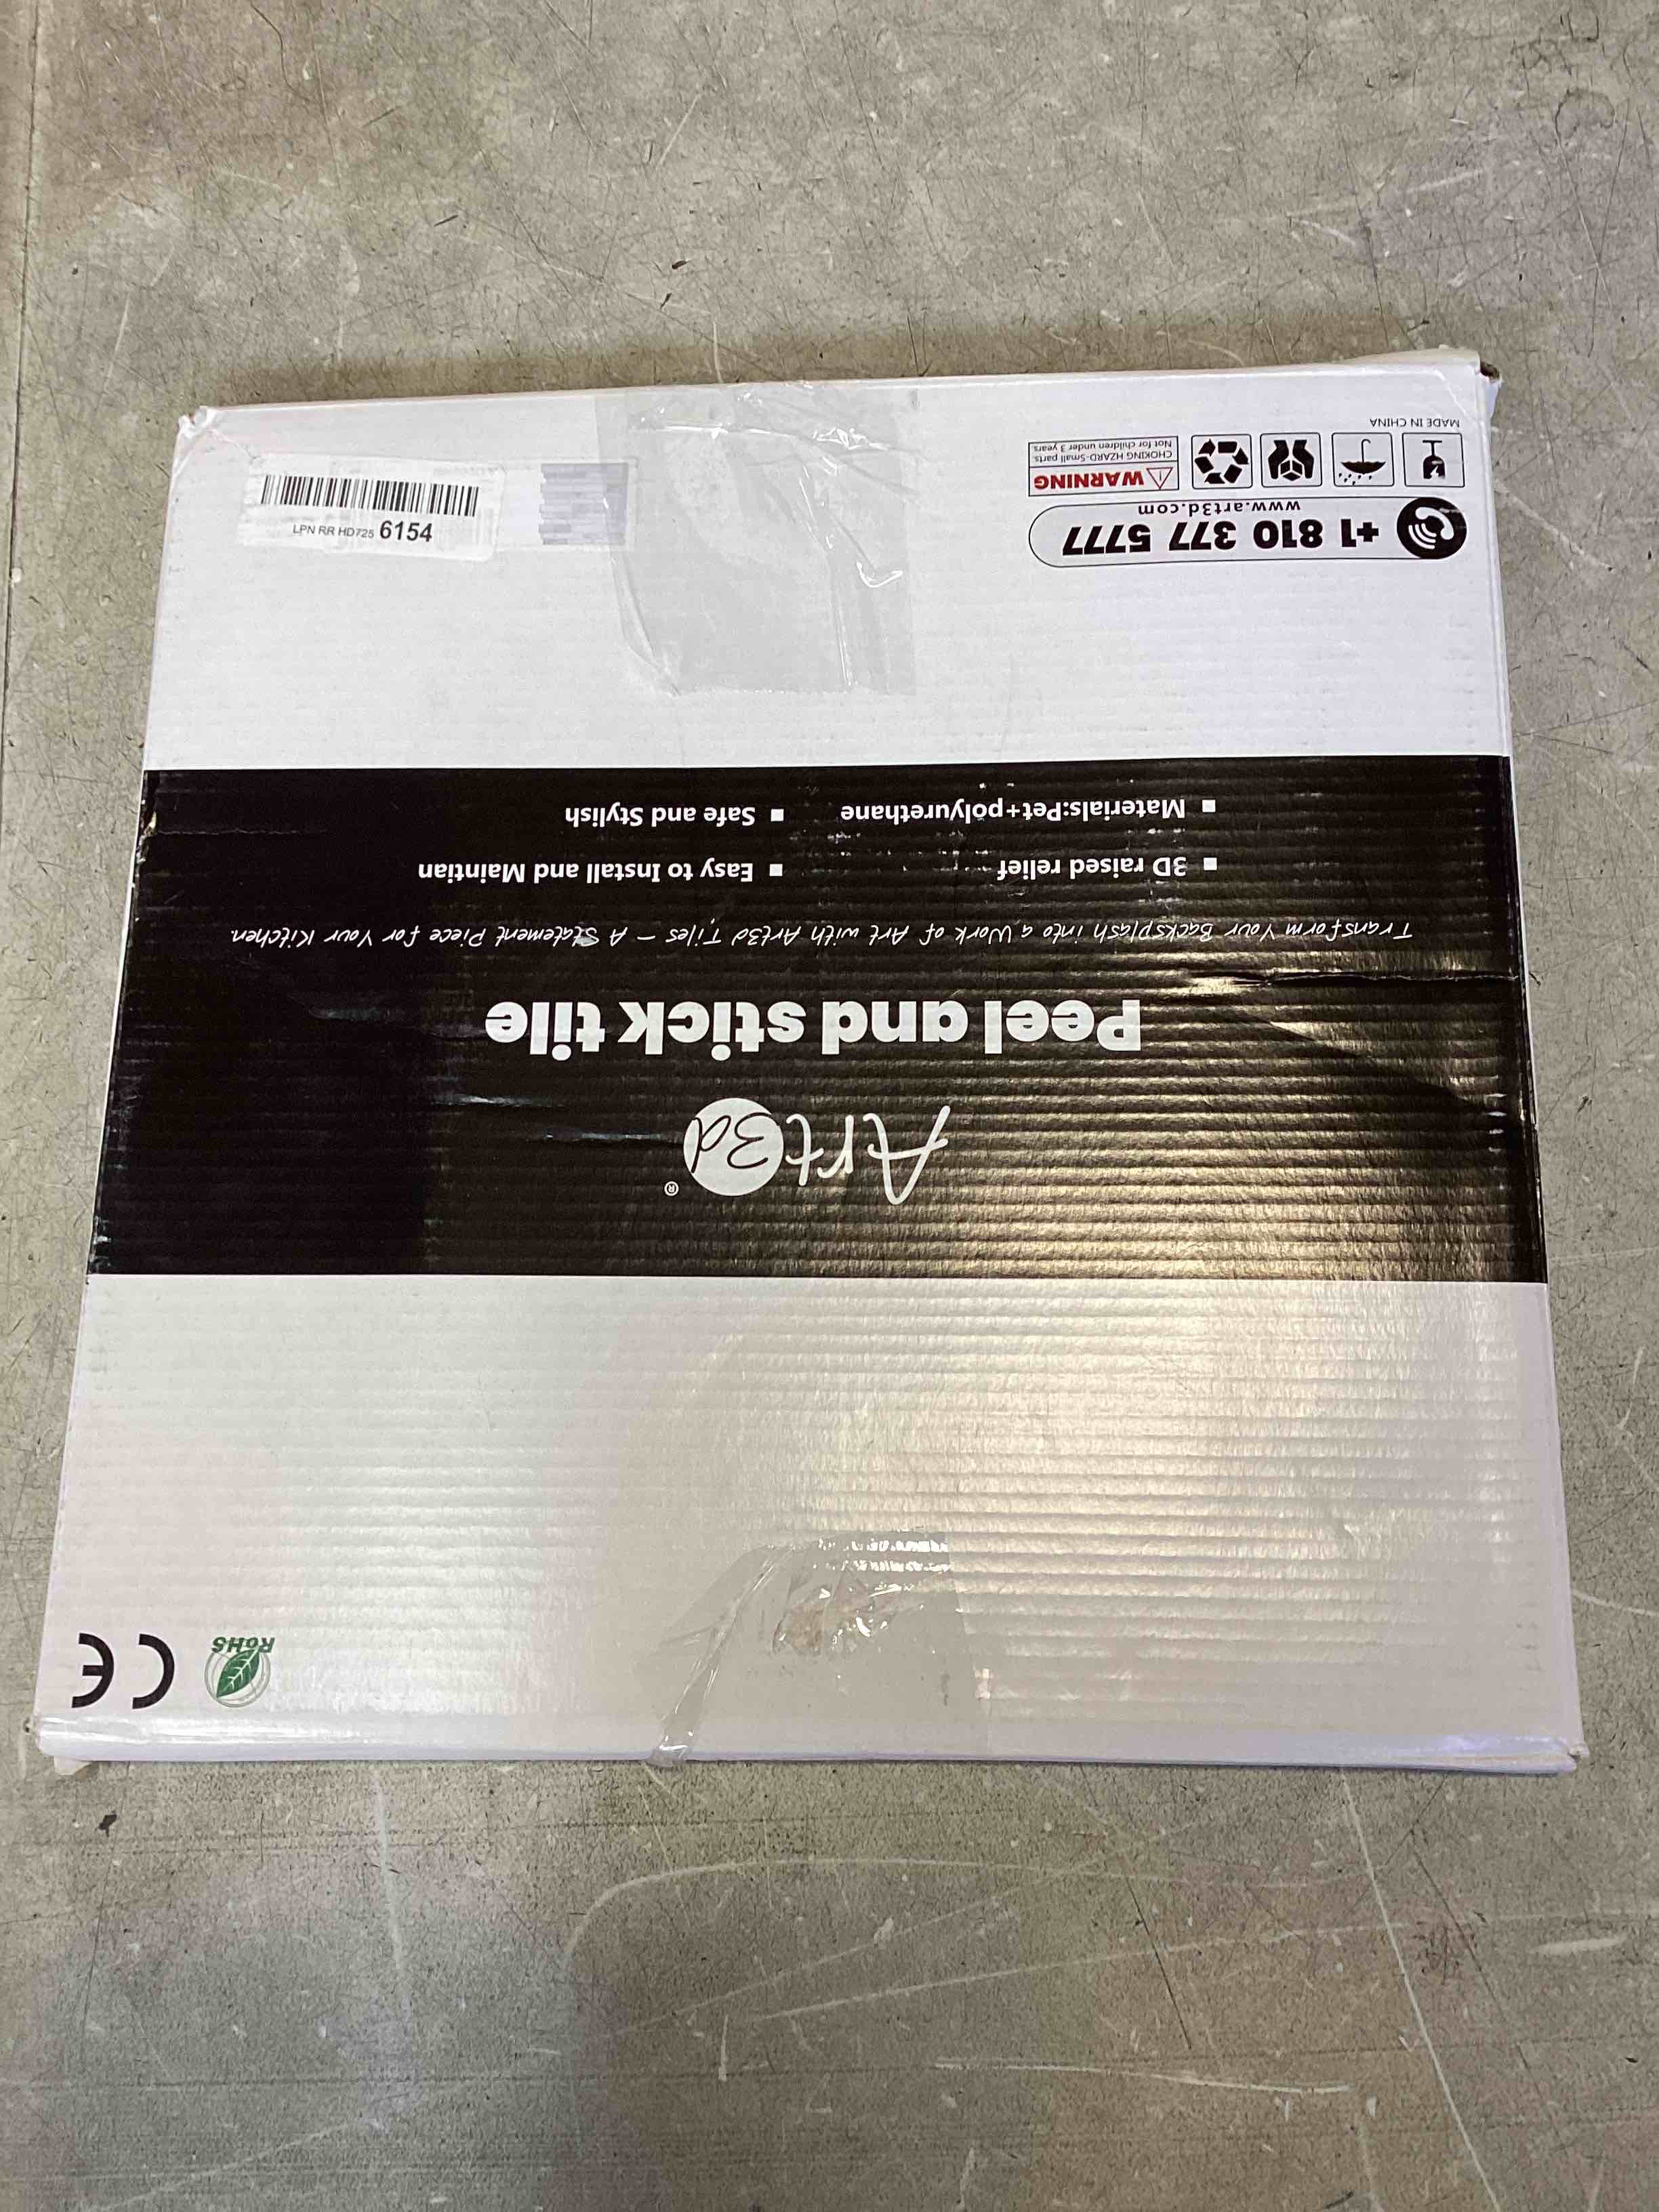 Art3d®
Peel and stick tile
Transform Your Backsplash into a Work of Art with Art3d Tiles – A Statement Piece for Your Kitchen.
▪ 3D raised relief ▪ Easy to Install and Maintian
▪ Materials:Pet+polyurethane ▪ Safe and Stylish
+1 810 377 5777
www.art3d.com
WARNING
CHOKING HZARD-Small parts
Not for children under 3 years.
MADE IN CHINA
LPN RR HD725 6154
RoHS
CE